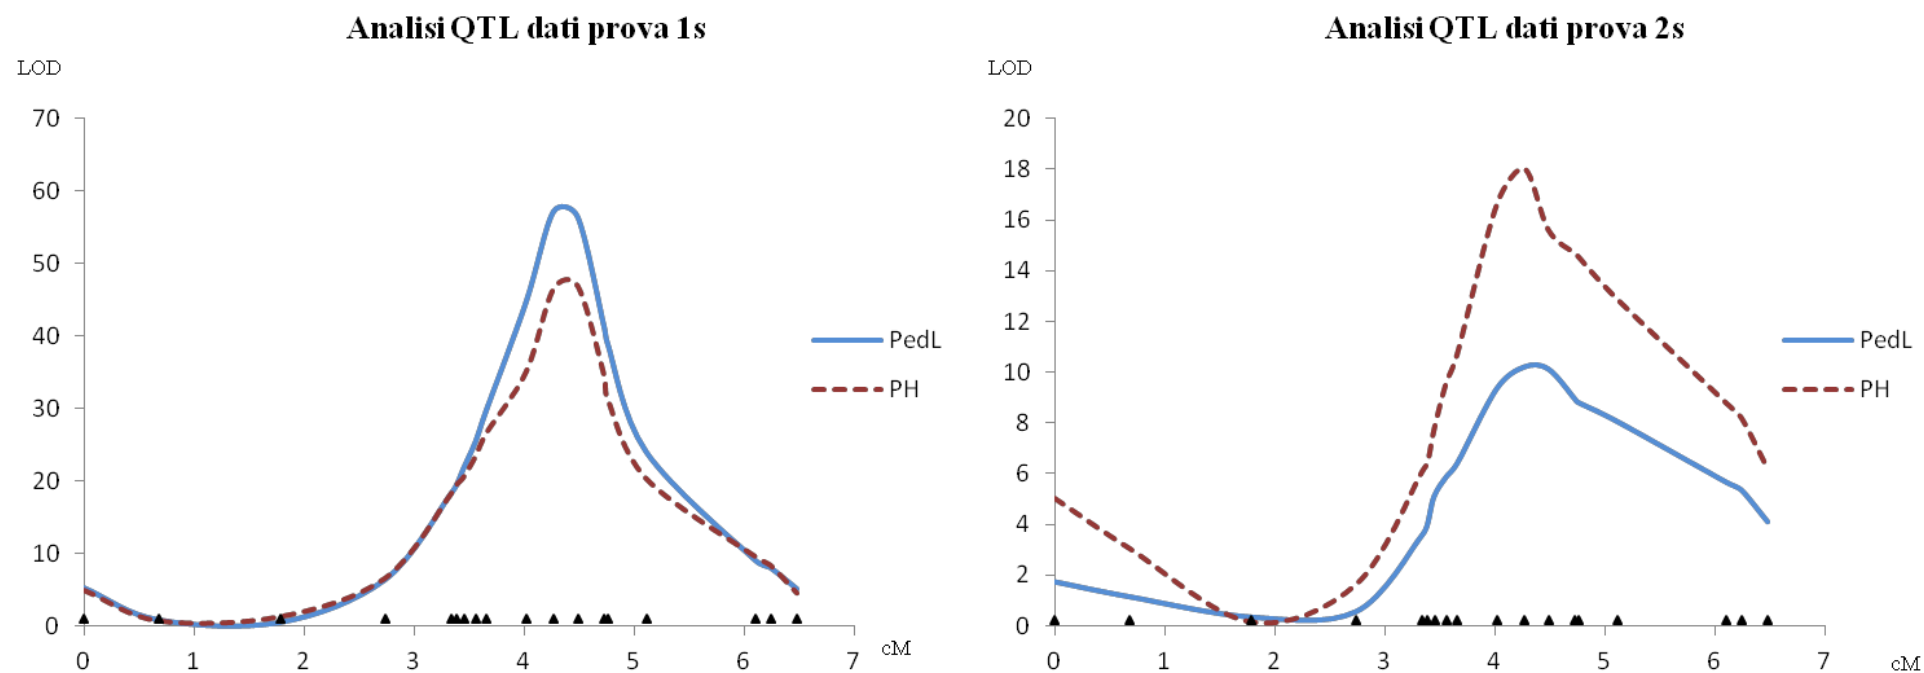 Analisi QTL dati prova 1s
LOD
70
60
50
40
30
20
10
0
0 1 2 3 4 5 6 7 cM
PedL
PH
Analisi QTL dati prova 2s
LOD
20
18
16
14
12
10
8
6
4
2
0
0 1 2 3 4 5 6 7 cM
PedL
PH